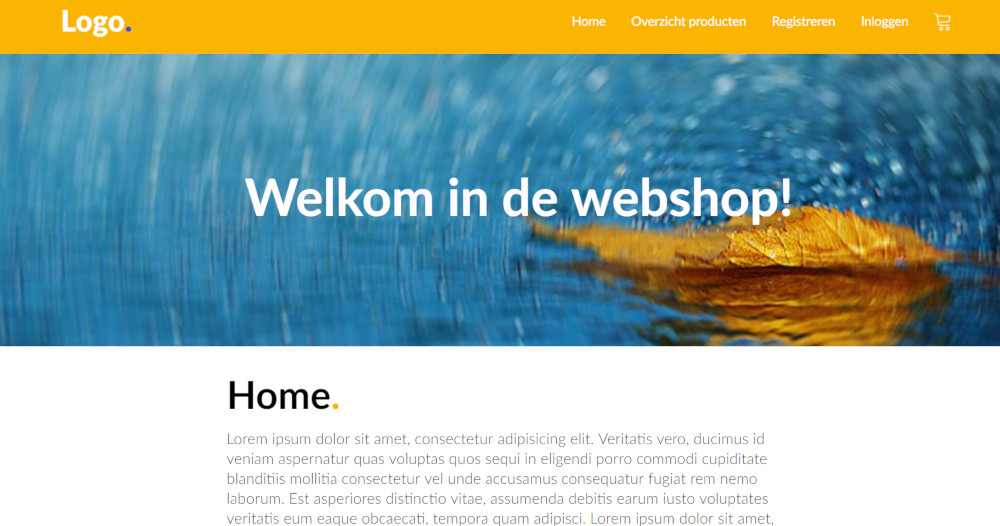 Logo.
Home Overzicht producten Registreren Inloggen
Welkom in de webshop!
Home.
Lorem ipsum dolor sit amet, consectetur adipisicing elit. Veritatis vero, ducimus id
veniam aspernatur quas voluptas quos sequi in eligendi porro commodi cupiditate
blanditiis mollitia consectetur vel unde accusamus consequatur fugiat rem nemo
laborum. Est asperiores distinctio vitae, assumenda debitis earum iusto voluptates
veritatis eum eaque obcaecati, tempora quam adipisci. Lorem ipsum dolor sit amet,